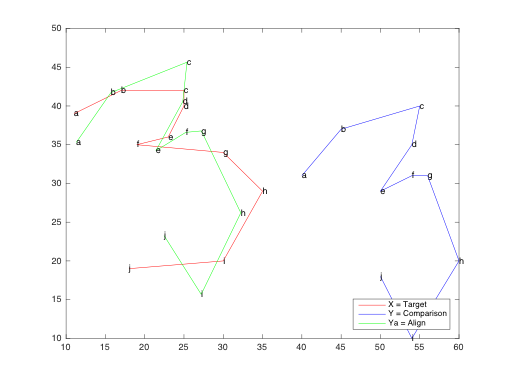 50
45
40
35
30
25
20
15
10
10 15 20 25 30 35 40 45 50 55 60
a b c d e f g h i j
a b c d e f g h i j
a b c d e f g h i j
X = Target
Y = Comparison
Ya = Align